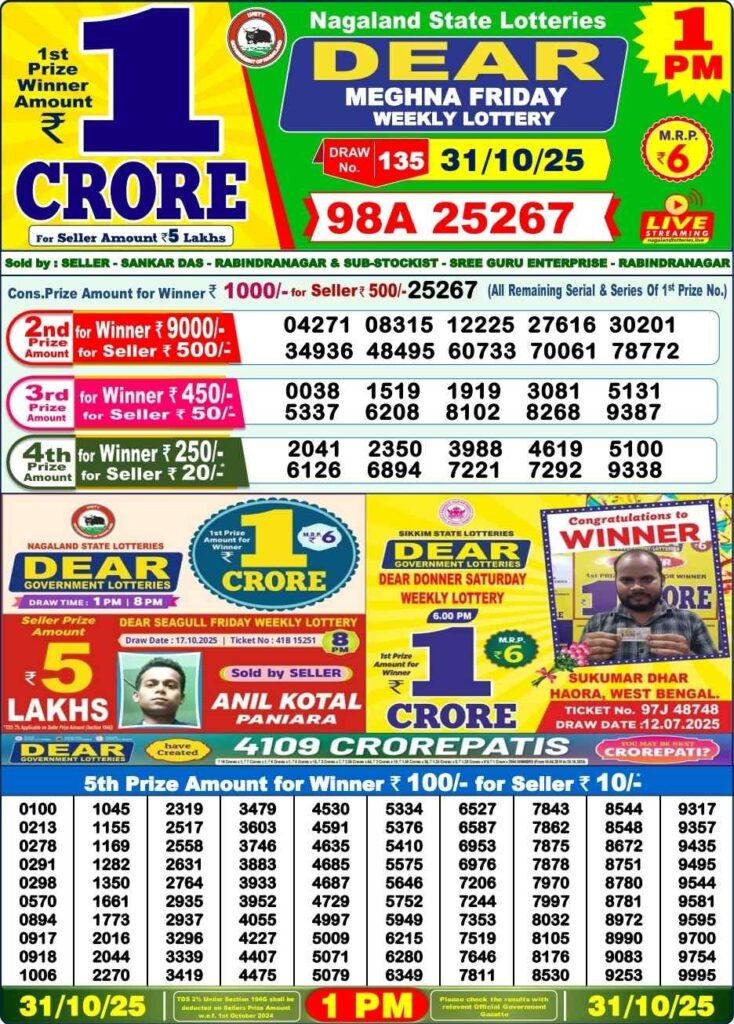 1st
Prize
Winner
Amount
₹
1
CRORE
For Seller Amount ₹5 Lakhs
Nagaland State Lotteries
DEAR
MEGHNA FRIDAY
WEEKLY LOTTERY
1
PM
DRAW
No.
135
31/10/25
M.R.P.
₹6
98A 25267
LIVE
STREAMING
nagalandlotteries.live
Sold by : SELLER - SANKAR DAS - RABINDRANAGAR & SUB-STOCKIST - SREE GURU ENTERPRISE - RABINDRANAGAR
Cons.Prize Amount for Winner ₹ 1000/- for Seller ₹ 500/- 25267 (All Remaining Serial & Series Of 1st Prize No.)
2nd
Prize
Amount
for Winner ₹ 9000/-
for Seller ₹ 500/-
04271 08315 12225 27616 30201
34936 48495 60733 70061 78772
3rd
Prize
Amount
for Winner ₹ 450/-
for Seller ₹ 50/-
0038 1519 1919 3081 5131
5337 6208 8102 8268 9387
4th
Prize
Amount
for Winner ₹ 250/-
for Seller ₹ 20/-
2041 2350 3988 4619 5100
6126 6894 7221 7292 9338
NAGALAND STATE LOTTERIES
DEAR
GOVERNMENT LOTTERIES
DRAW TIME : 1 PM | 8 PM
1st Prize
Amount for
Winner
₹
1
CRORE
M.R.P.
₹6
Seller Prize
Amount
₹5
LAKHS
DEAR SEAGULL FRIDAY WEEKLY LOTTERY
Draw Date : 17.10.2025 | Ticket No : 41B 15251
8
PM
Sold by SELLER
ANIL KOTAL
PANIARA
SIKKIM STATE LOTTERIES
DEAR
GOVERNMENT LOTTERIES
DEAR DONNER SATURDAY
WEEKLY LOTTERY
6.00 PM
1st Prize
Amount for
Winner
₹
1
CRORE
M.R.P.
₹6
Congratulations to
WINNER
SUKUMAR DHAR
HAORA, WEST BENGAL.
TICKET No. 97J 48748
DRAW DATE :12.07.2025
DEAR
GOVERNMENT LOTTERIES
have
Created
4109 CROREPATIS
YOU MAY BE NEXT
CROREPATI?
5th Prize Amount for Winner ₹ 100/- for Seller ₹ 10/-
0100 1045 2319 3479 4530 5334 6527 7843 8544 9317
0213 1155 2517 3603 4591 5376 6587 7862 8548 9357
0278 1169 2558 3746 4635 5410 6953 7875 8672 9435
0291 1282 2631 3883 4685 5575 6976 7878 8751 9495
0298 1350 2764 3933 4687 5646 7206 7970 8780 9544
0570 1661 2935 3952 4729 5752 7244 7997 8781 9581
0894 1773 2937 4055 4997 5949 7353 8032 8972 9595
0917 2016 3296 4227 5009 6215 7519 8105 8990 9700
0918 2044 3339 4407 5071 6280 7646 8176 9083 9754
1006 2270 3419 4475 5079 6349 7811 8530 9253 9995
31/10/25
TDS 2% Under Section 194G shall be
deducted on Sellers Prize Amount
w.e.f. 1st October 2024
1 PM
Please check the results with
relevant Official Government
Gazatte
31/10/25